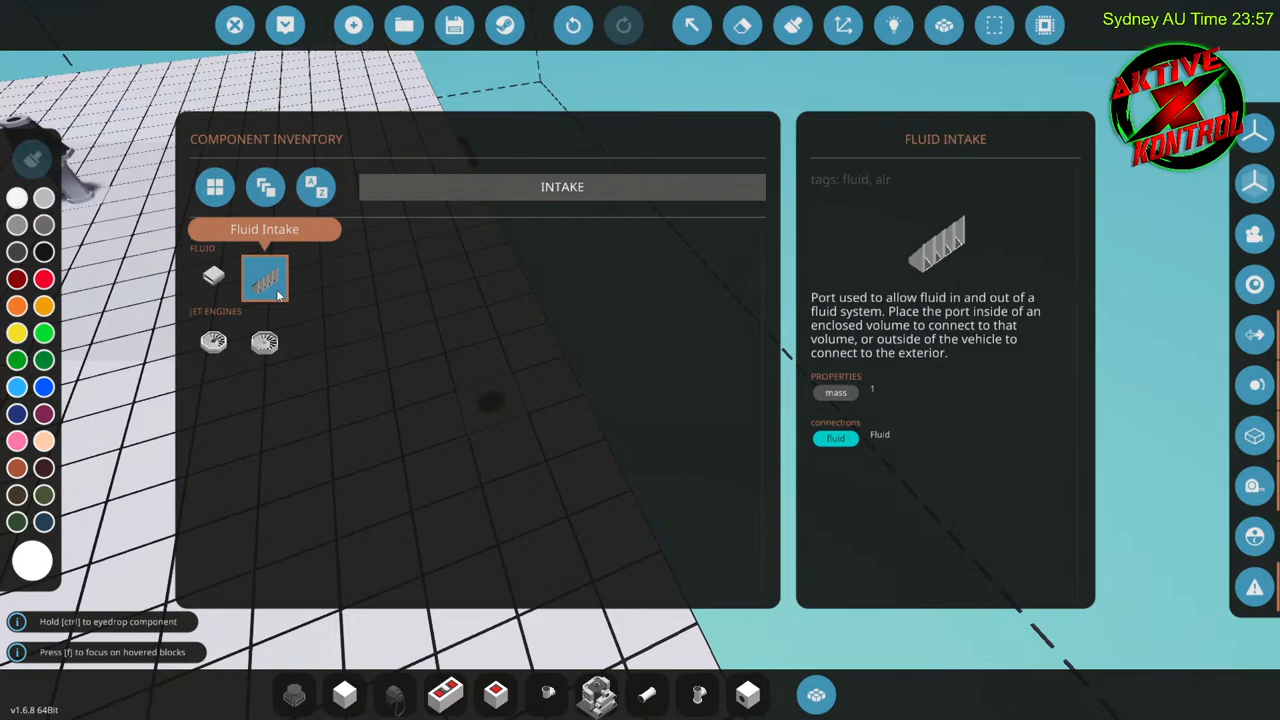 Sydney AU Time 23:57
AKTIVE
X
KONTROL
COMPONENT INVENTORY
FLUID INTAKE
INTAKE
tags: fluid, air
Fluid Intake
FLUID
JET ENGINES
Port used to allow fluid in and out of a
fluid system. Place the port inside of an
enclosed volume to connect to that
volume, or outside of the vehicle to
connect to the exterior.
PROPERTIES
mass 1
connections
fluid Fluid
Hold [ctrl] to eyedrop component
Press [f] to focus on hovered blocks
v1.6.8 64Bit